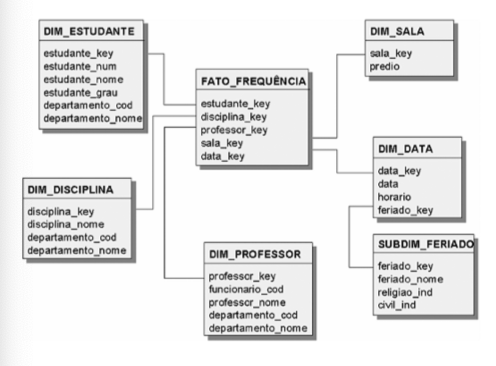 DIM_ESTUDANTE
estudante_key
estudante_num
estudante_nome
estudante_grau
departamento_cod
departamento_nome
FATO_FREQUÊNCIA
estudante_key
disciplina_key
professor_key
sala_key
data_key
DIM_SALA
sala_key
predio
DIM_DATA
data_key
data
horario
feriado_key
DIM_DISCIPLINA
disciplina_key
disciplina_nome
departamento_cod
departamento_nome
DIM_PROFESSOR
professor_key
funcionario_cod
professor_nome
departamento_cod
departamento_nome
SUBDIM_FERIADO
feriado_key
feriado_nome
religiao_ind
civil_ind